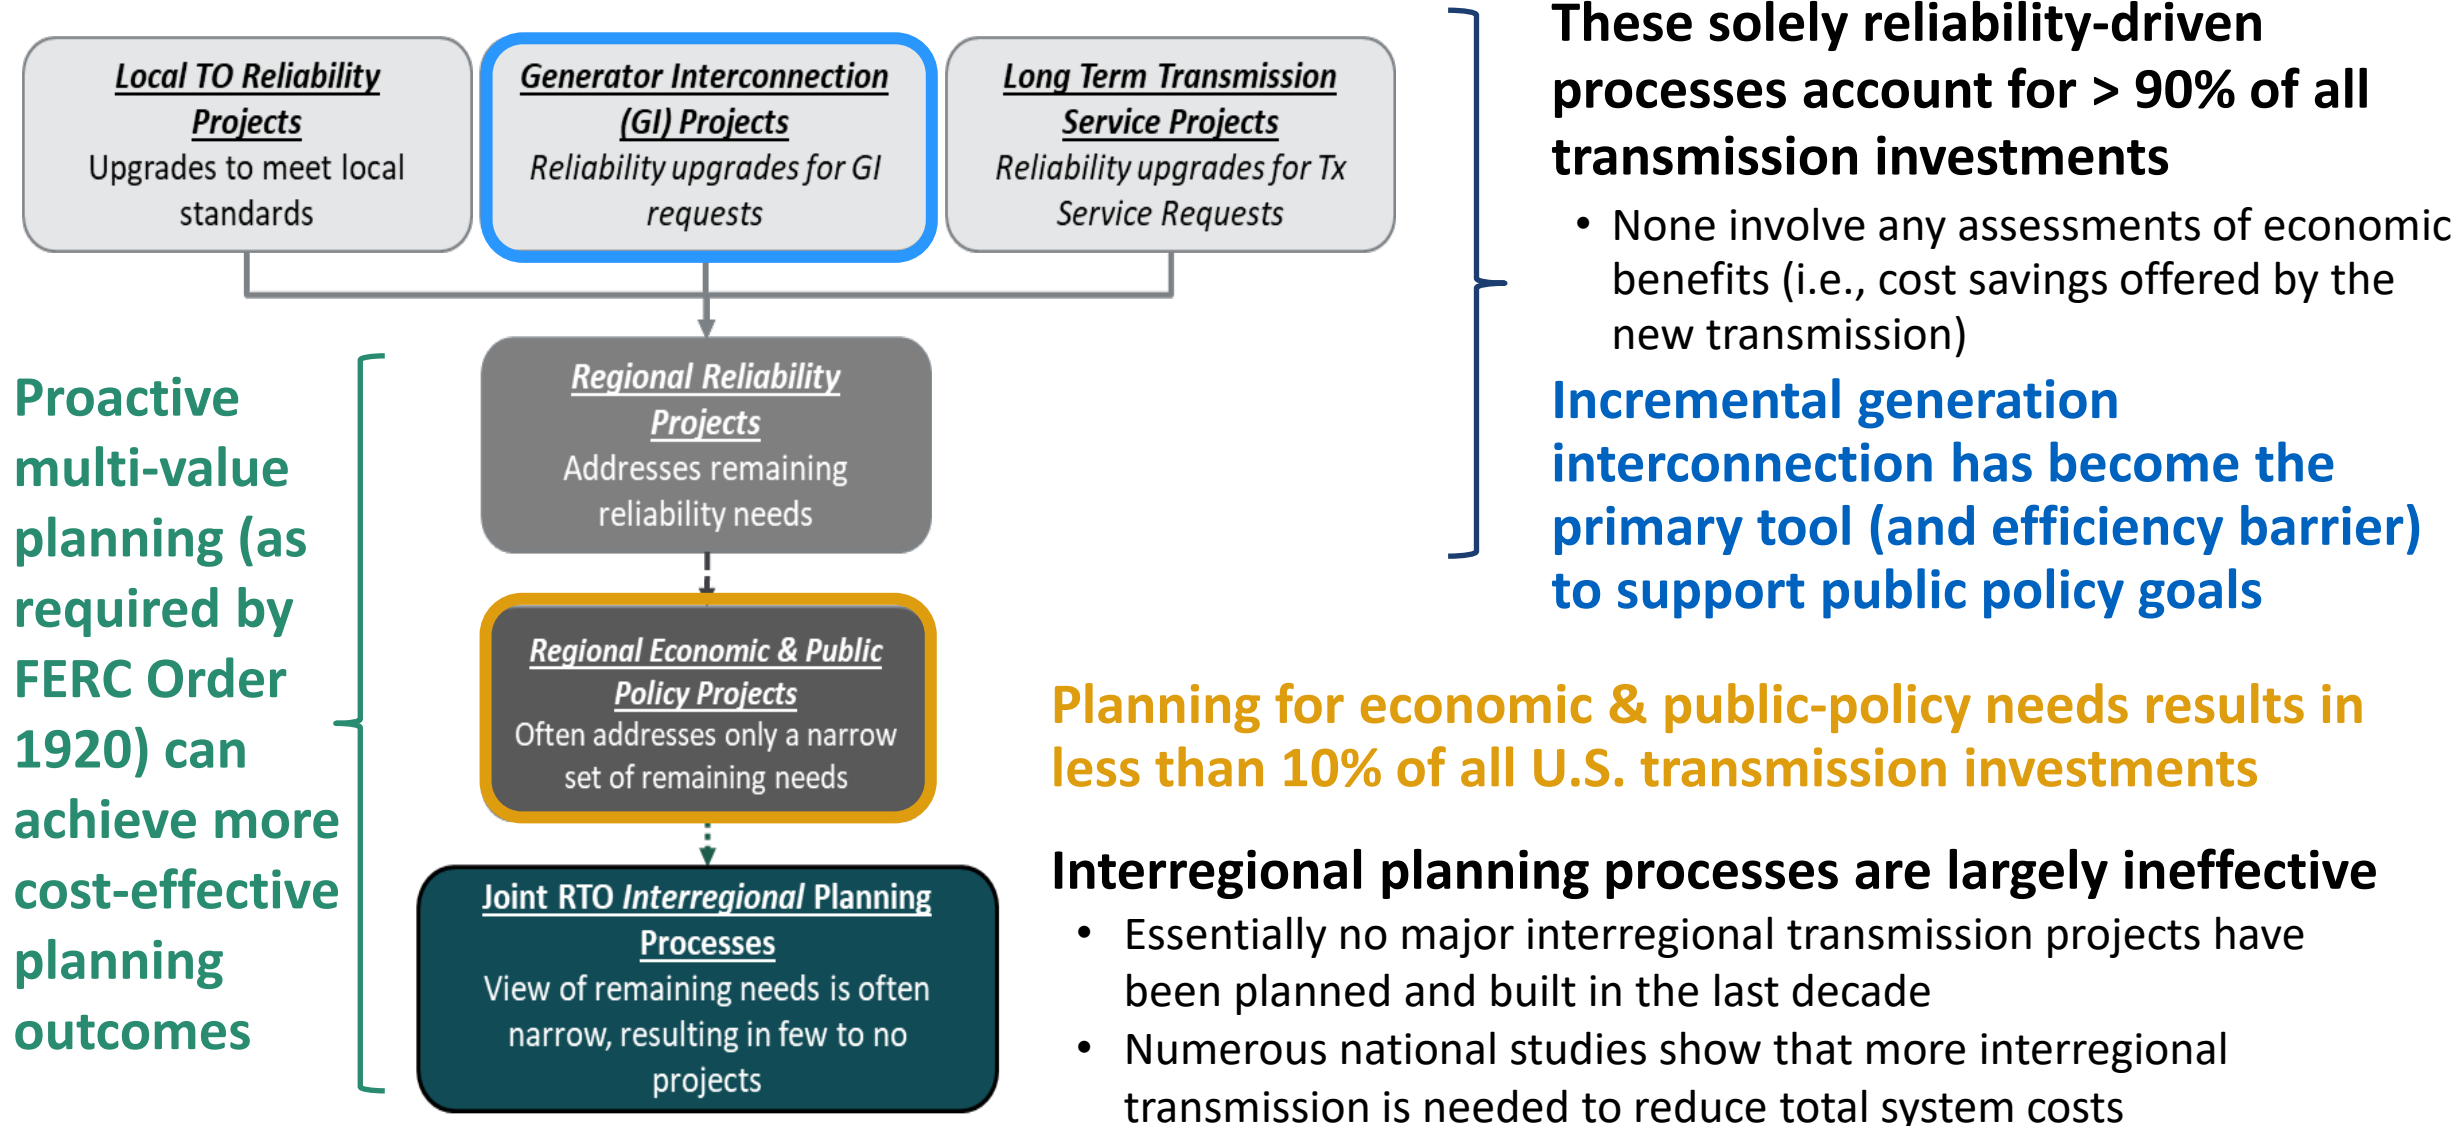 Local TO Reliability
Projects
Upgrades to meet local
standards
Generator Interconnection
(GI) Projects
Reliability upgrades for GI
requests
Long Term Transmission
Service Projects
Reliability upgrades for Tx
Service Requests
These solely reliability-driven
processes account for > 90% of all
transmission investments
• None involve any assessments of economic
benefits (i.e., cost savings offered by the
new transmission)
Incremental generation
interconnection has become the
primary tool (and efficiency barrier)
to support public policy goals
Regional Reliability
Projects
Addresses remaining
reliability needs
Proactive
multi-value
planning (as
required by
FERC Order
1920) can
achieve more
cost-effective
planning
outcomes
Regional Economic & Public
Policy Projects
Often addresses only a narrow
set of remaining needs
Planning for economic & public-policy needs results in
less than 10% of all U.S. transmission investments
Joint RTO Interregional Planning
Processes
View of remaining needs is often
narrow, resulting in few to no
projects
Interregional planning processes are largely ineffective
• Essentially no major interregional transmission projects have
been planned and built in the last decade
• Numerous national studies show that more interregional
transmission is needed to reduce total system costs